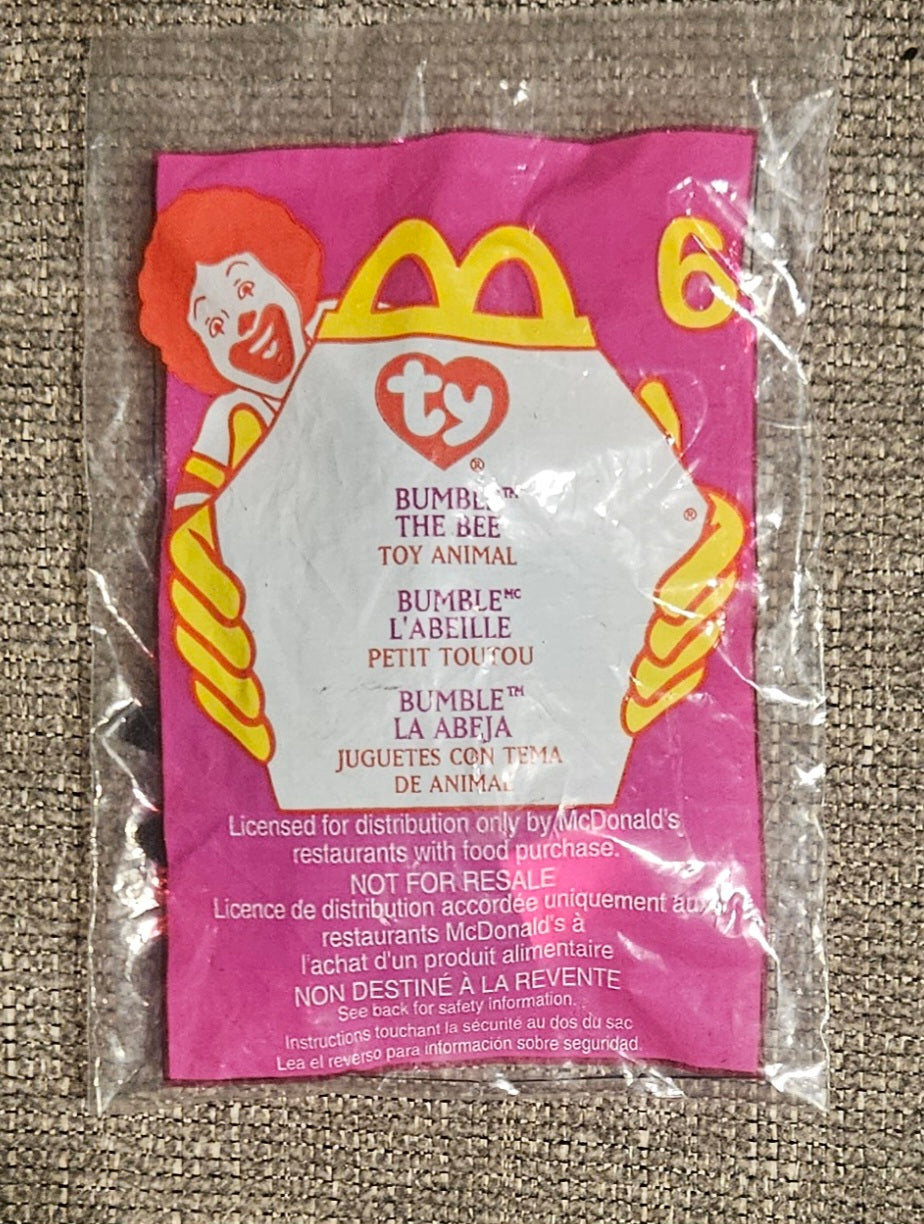 6
ty
®
BUMBLE™
THE BEE
TOY ANIMAL
®
BUMBLE MC
L'ABEILLE
PETIT TOUTOU
BUMBLE™
LA ABEJA
JUGUETES CON TEMA
DE ANIMAL
Licensed for distribution only by McDonald's
restaurants with food purchase.
NOT FOR RESALE
Licence de distribution accordée uniquement aux
restaurants McDonald's à
l'achat d'un produit alimentaire
NON DESTINÉ À LA REVENTE
See back for safety information.
Instructions touchant la sécurité au dos du sac
Lea el reverso para información sobre seguridad.